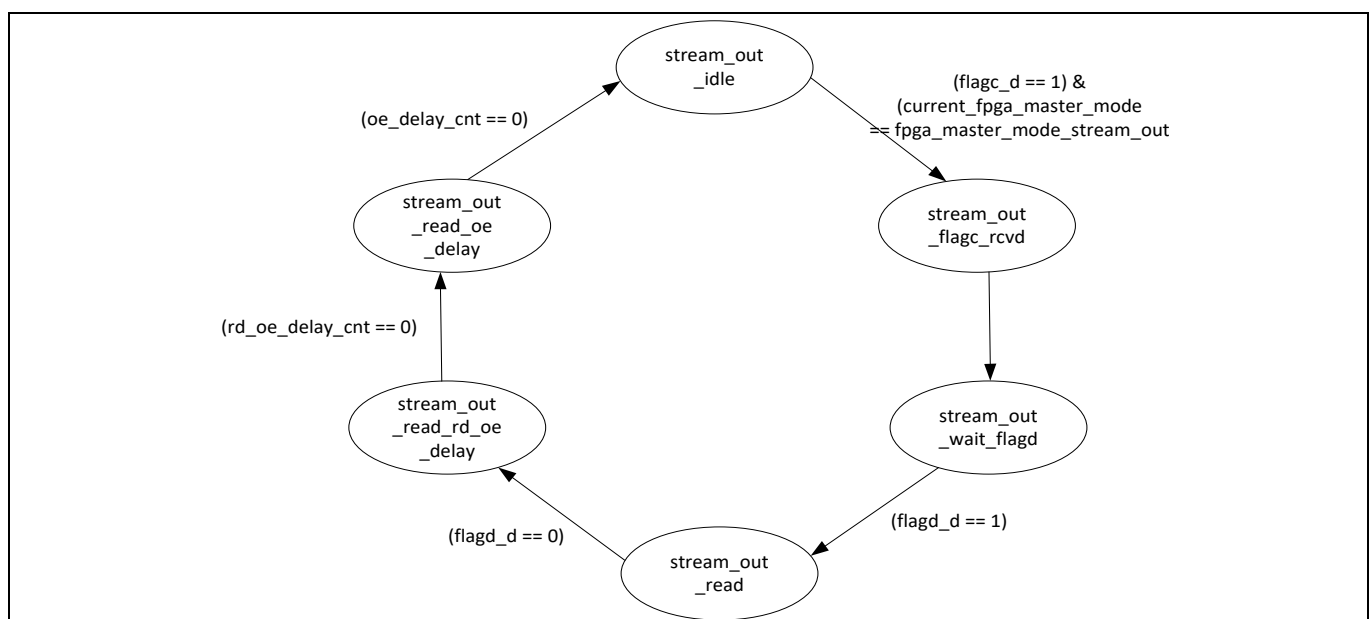 stream_out
_idle
(flagc_d == 1) &
(current_fpga_master_mode
== fpga_master_mode_stream_out
(oe_delay_cnt == 0)
stream_out
_read_oe
_delay
stream_out
_flagc_rcvd
(rd_oe_delay_cnt == 0)
stream_out
_read_rd_oe
_delay
stream_out
_wait_flagd
(flagd_d == 0)
(flagd_d == 1)
stream_out
_read